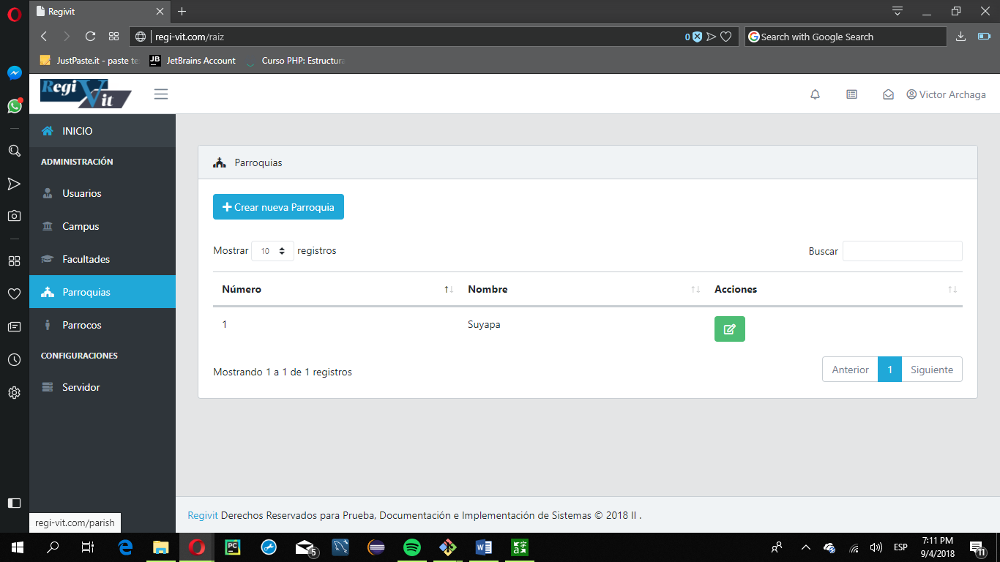 Regivit
regi-vit.com/raiz
0
Search with Google Search
JustPaste.it - paste te
JB
JetBrains Account
Curso PHP: Estructura
Regi Vit
Victor Archaga
INICIO
ADMINISTRACIÓN
Usuarios
Campus
Facultades
Parroquias
Parrocos
CONFIGURACIONES
Servidor
Parroquias
Crear nueva Parroquia
Mostrar 10 registros
Buscar
Número Nombre Acciones
1 Suyapa
Mostrando 1 a 1 de 1 registros
Anterior 1 Siguiente
Regivit Derechos Reservados para Prueba, Documentación e Implementación de Sistemas © 2018 II .
regi-vit.com/parish
PC
5
W
ESP
7:11 PM
9/4/2018
11